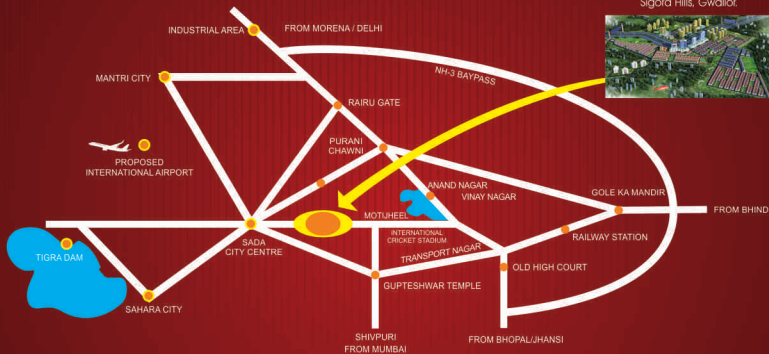 Sigora Hills, Gwalior.
INDUSTRIAL AREA
FROM MORENA / DELHI
NH-3 BAYPASS
MANTRI CITY
RAIRU GATE
PURANI
CHAWNI
PROPOSED
INTERNATIONAL AIRPORT
ANAND NAGAR
VINAY NAGAR
GOLE KA MANDIR
FROM BHIND
MOTIJHEEL
INTERNATIONAL
CRICKET STADIUM
SADA
CITY CENTRE
RAILWAY STATION
TRANSPORT NAGAR
TIGRA DAM
OLD HIGH COURT
GUPTESHWAR TEMPLE
SAHARA CITY
SHIVPURI
FROM MUMBAI
FROM BHOPAL/JHANSI